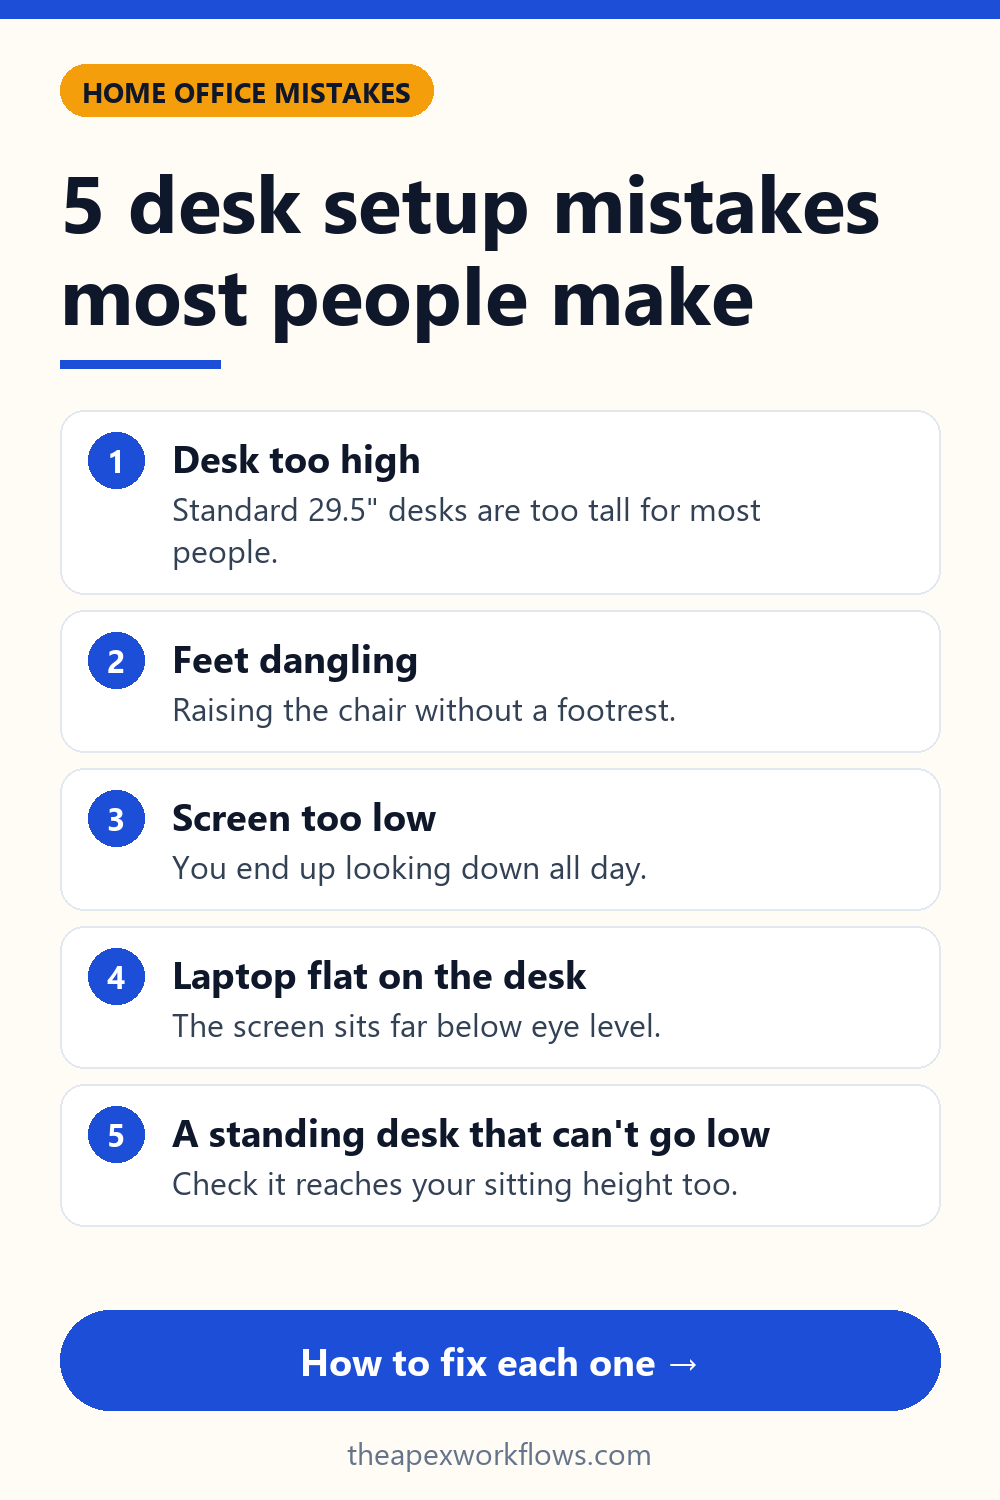 HOME OFFICE MISTAKES
5 desk setup mistakes
most people make
1
Desk too high
Standard 29.5" desks are too tall for most
people.
2
Feet dangling
Raising the chair without a footrest.
3
Screen too low
You end up looking down all day.
4
Laptop flat on the desk
The screen sits far below eye level.
5
A standing desk that can't go low
Check it reaches your sitting height too.
How to fix each one →
theapexworkflows.com